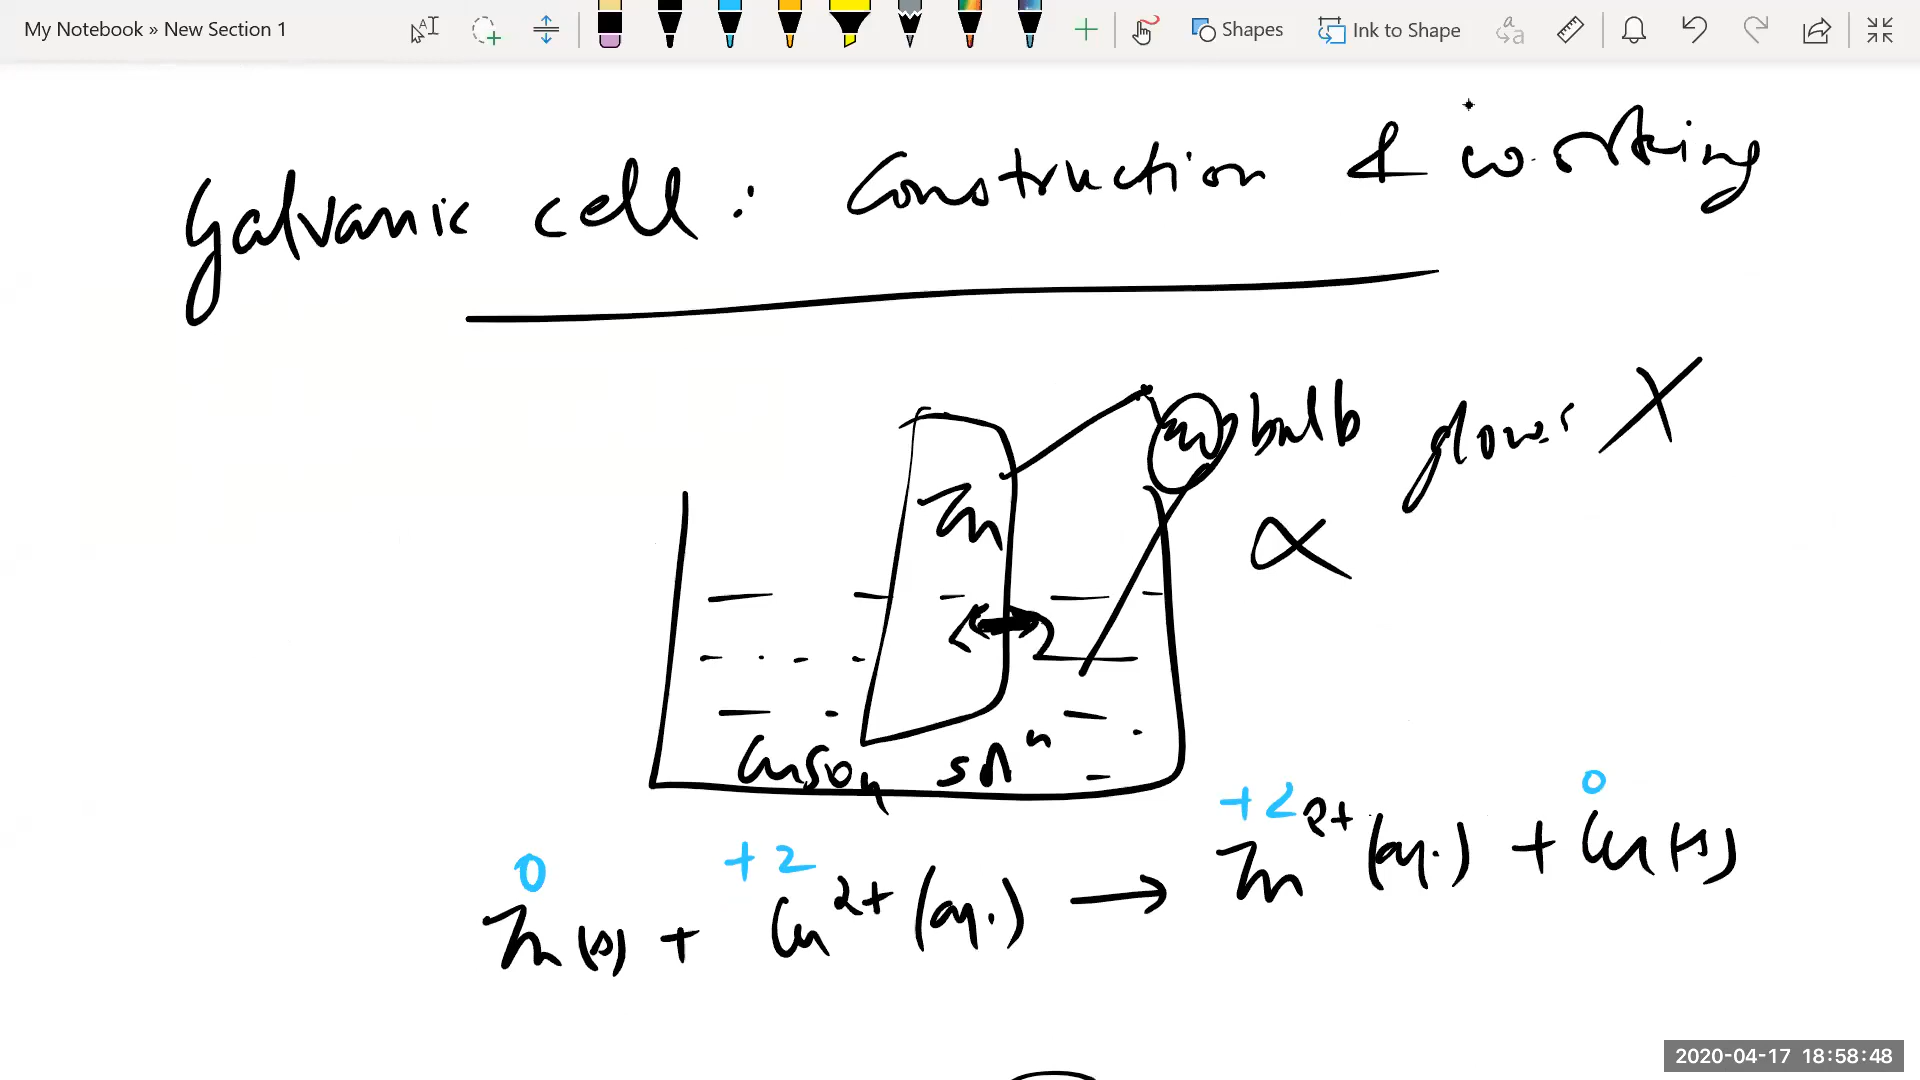 My Notebook » New Section 1
Shapes
Ink to Shape
Galvanic cell : Construction & working
bulb glows X
Zn
CuSO4 solⁿ
0 +2 +2 0
Zn(s) + Cu²⁺(aq.) → Zn²⁺(aq.) + Cu(s)
2020-04-17 18:58:48